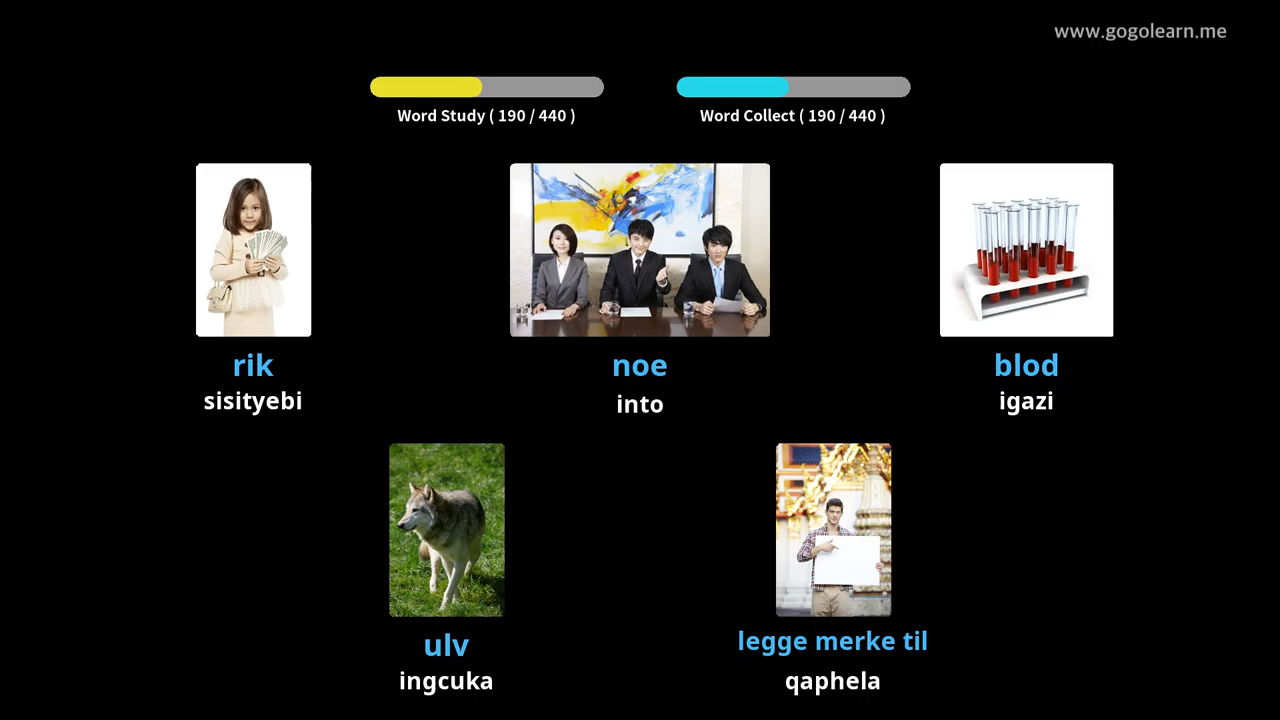 www.gogolearn.me
Word Study ( 190 / 440 )
Word Collect ( 190 / 440 )
rik
sisityebi
noe
into
blod
igazi
ulv
ingcuka
legge merke til
qaphela